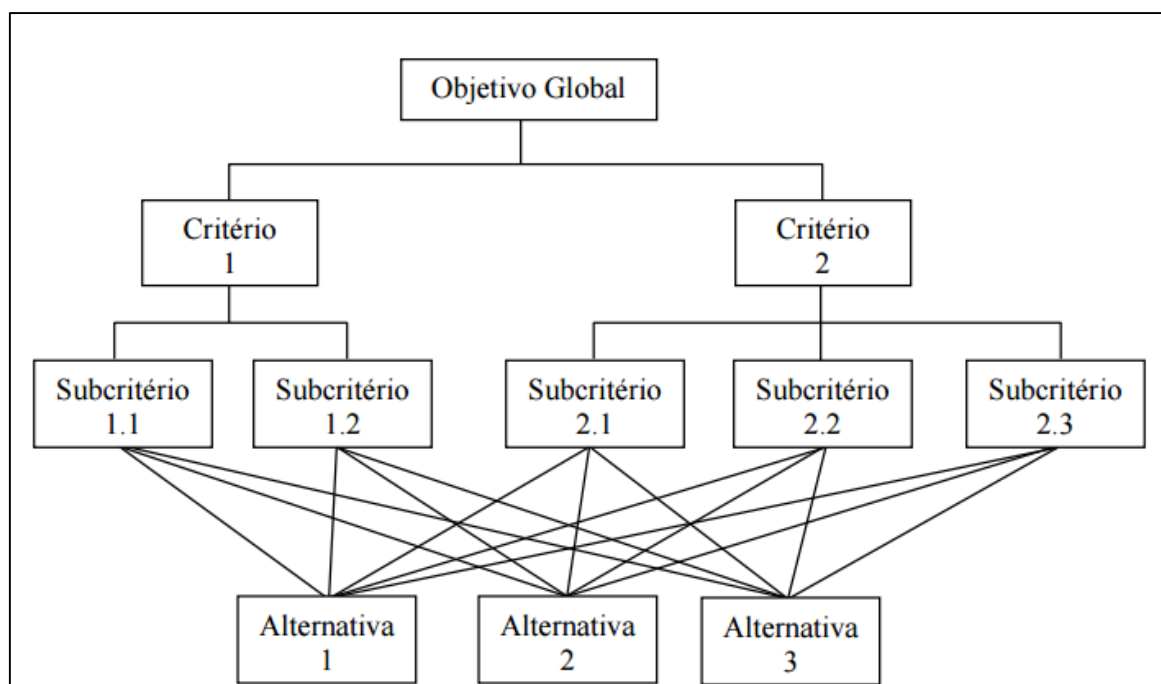 Objetivo Global
Critério
1
Critério
2
Subcritério
1.1
Subcritério
1.2
Subcritério
2.1
Subcritério
2.2
Subcritério
2.3
Alternativa
1
Alternativa
2
Alternativa
3